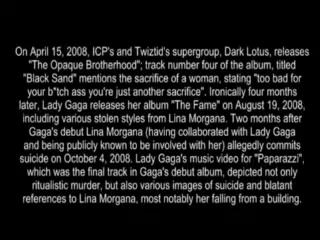 On April 15, 2008, ICP's and Twiztid's supergroup, Dark Lotus, releases
"The Opaque Brotherhood"; track number four of the album, titled
"Black Sand" mentions the sacrifice of a woman, stating "too bad for
your b*tch ass you're just another sacrifice". Ironically four months
later, Lady Gaga releases her album "The Fame" on August 19, 2008,
including various stolen styles from Lina Morgana. Two months after
Gaga's debut Lina Morgana (having collaborated with Lady Gaga
and being publicly known to be involved with her) allegedly commits
suicide on October 4, 2008. Lady Gaga's music video for "Paparazzi",
which was the final track in Gaga's debut album, depicted not only
ritualistic murder, but also various images of suicide and blatant
references to Lina Morgana, most notably her falling from a building.